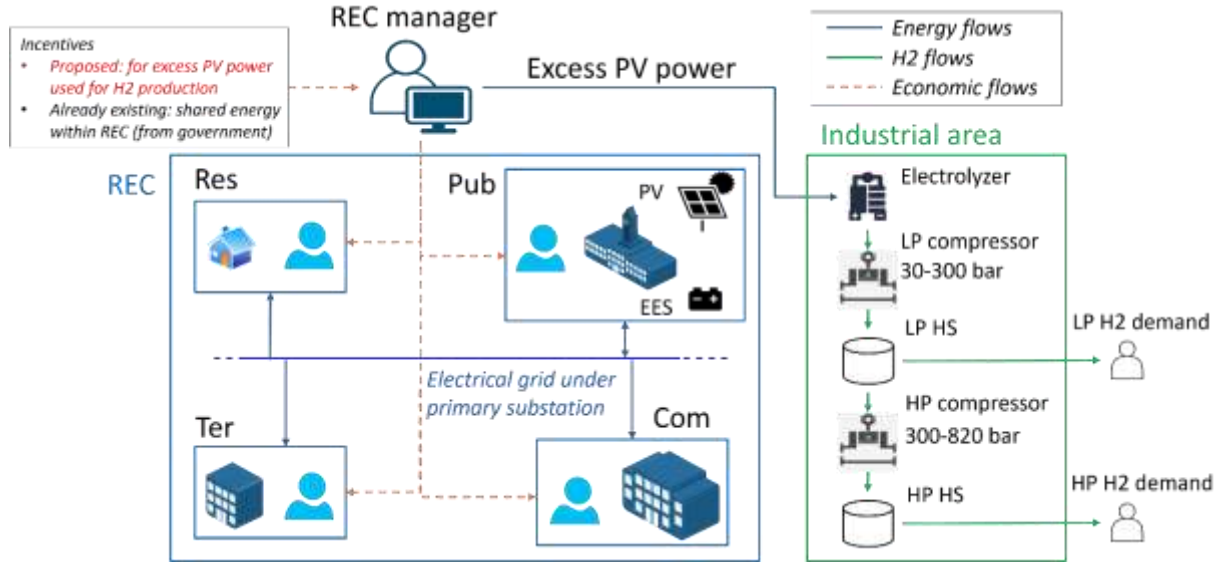 REC manager
Incentives
• Proposed: for excess PV power
used for H2 production
• Already existing: shared energy
within REC (from government)
Excess PV power
Energy flows
H2 flows
Economic flows
Industrial area
REC
Res
Pub
PV
EES
Electrical grid under
primary substation
Ter
Com
Electrolyzer
LP compressor
30-300 bar
LP HS
LP H2 demand
HP compressor
300-820 bar
HP HS
HP H2 demand